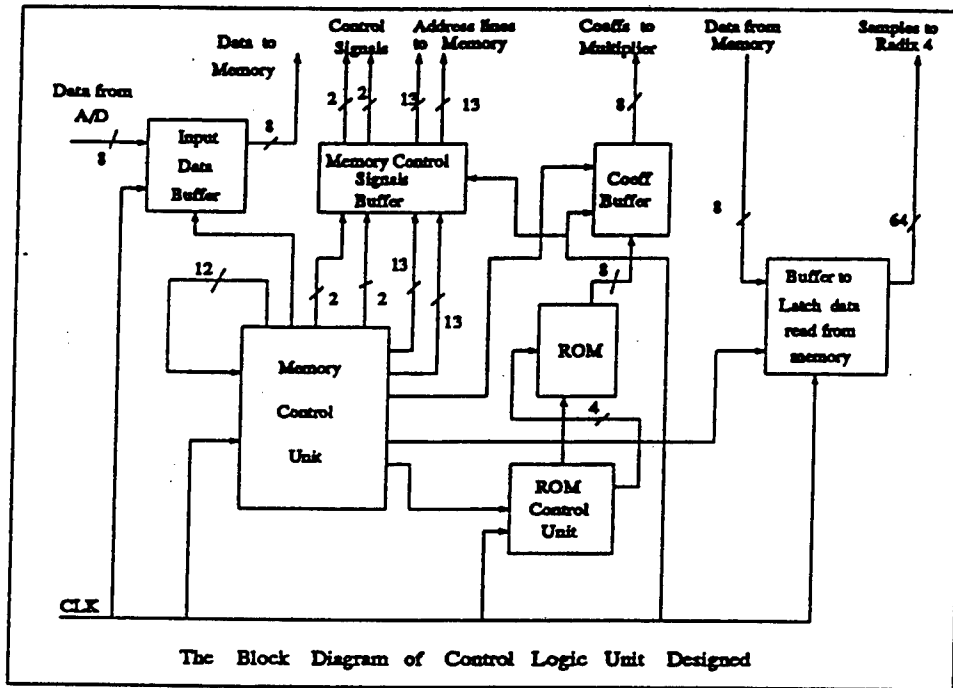 Data to
Memory
Control
Signals
Address lines
to Memory
Coeffs to
Multiplier
Data from
Memory
Samples to
Radix 4
Data from
A/D
8
8
2
2
13
13
8
8
64
Input
Data
Buffer
Memory Control
Signals
Buffer
Coeff
Buffer
Buffer to
Latch data
read from
memory
12
2
2
13
13
8
ROM
4
Memory
Control
Unit
ROM
Control
Unit
CLK
The Block Diagram of Control Logic Unit Designed